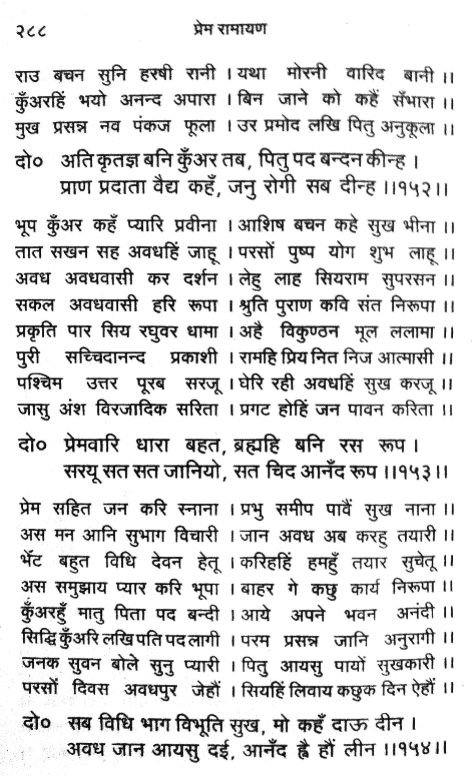 २८८ प्रेम रामायण
राउ बचन सुनि हरषी रानी । यथा मोरनी वारिद बानी ।।
कुँअरहिं भयो अनन्द अपारा । बिन जाने को कहैं सँभारा ।।
मुख प्रसन्न नव पंकज फूला । उर प्रमोद लखि पितु अनुकूला ।।
दो० अति कृतज्ञ बनि कुँअर तब, पितु पद बन्दन कीन्ह ।
प्राण प्रदाता वैद्य कहँ, जनु रोगी सब दीन्ह ।।१५२।।
भूप कुँअर कहँ प्यारि प्रवीना । आशिष बचन कहे सुख भीना ।।
तात सखन सह अवधहिं जाहू । परसों पुष्प योग शुभ लाहू ।।
अवध अवधवासी कर दर्शन । लेहु लाह सियराम सुपरसन ।।
सकल अवधवासी हरि रूपा । श्रुति पुराण कवि संत निरूपा ।।
प्रकृति पार सिय रघुवर धामा । अहै विकुण्ठन मूल ललामा ।।
पुरी सच्चिदानन्द प्रकाशी । रामहि प्रिय नित निज आत्मासी ।।
पश्चिम उत्तर पूरब सरजू । घेरि रही अवधहिं सुख करजू ।।
जासु अंश विरजादिक सरिता । प्रगट होहिं जन पावन करिता ।।
दो० प्रेमवारि धारा बहत, ब्रह्महि बनि रस रूप ।
सरयू सत सत जानियो, सत चिद आनँद रूप ।।१५३।।
प्रेम सहित जन करि स्नाना । प्रभु समीप पावैं सुख नाना ।।
अस मन आनि सुभाग विचारी । जान अवध अब करहु तयारी ।।
भेंट बहुत विधि देवन हेतू । करिहहिं हमहुँ तयार सुचेतू ।।
अस समुझाय प्यार करि भूपा । बाहर गे कछु कार्य निरूपा ।।
कुँअरहुँ मातु पिता पद बन्दी । आये अपने भवन अनंदी ।।
सिद्धि कुँअरि लखि पति पद लागी । परम प्रसन्न जानि अनुरागी ।।
जनक सुवन बोले सुनु प्यारी । पितु आयसु पायों सुखकारी ।।
परसों दिवस अवधपुर जेहौं । सियहिं लिवाय कछुक दिन ऐहौं ।।
दो० सब विधि भाग विभूति सुख, मो कहँ दाऊ दीन ।
अवध जान आयसु दई, आनँद ह्वै हौं लीन ।।१५४।।